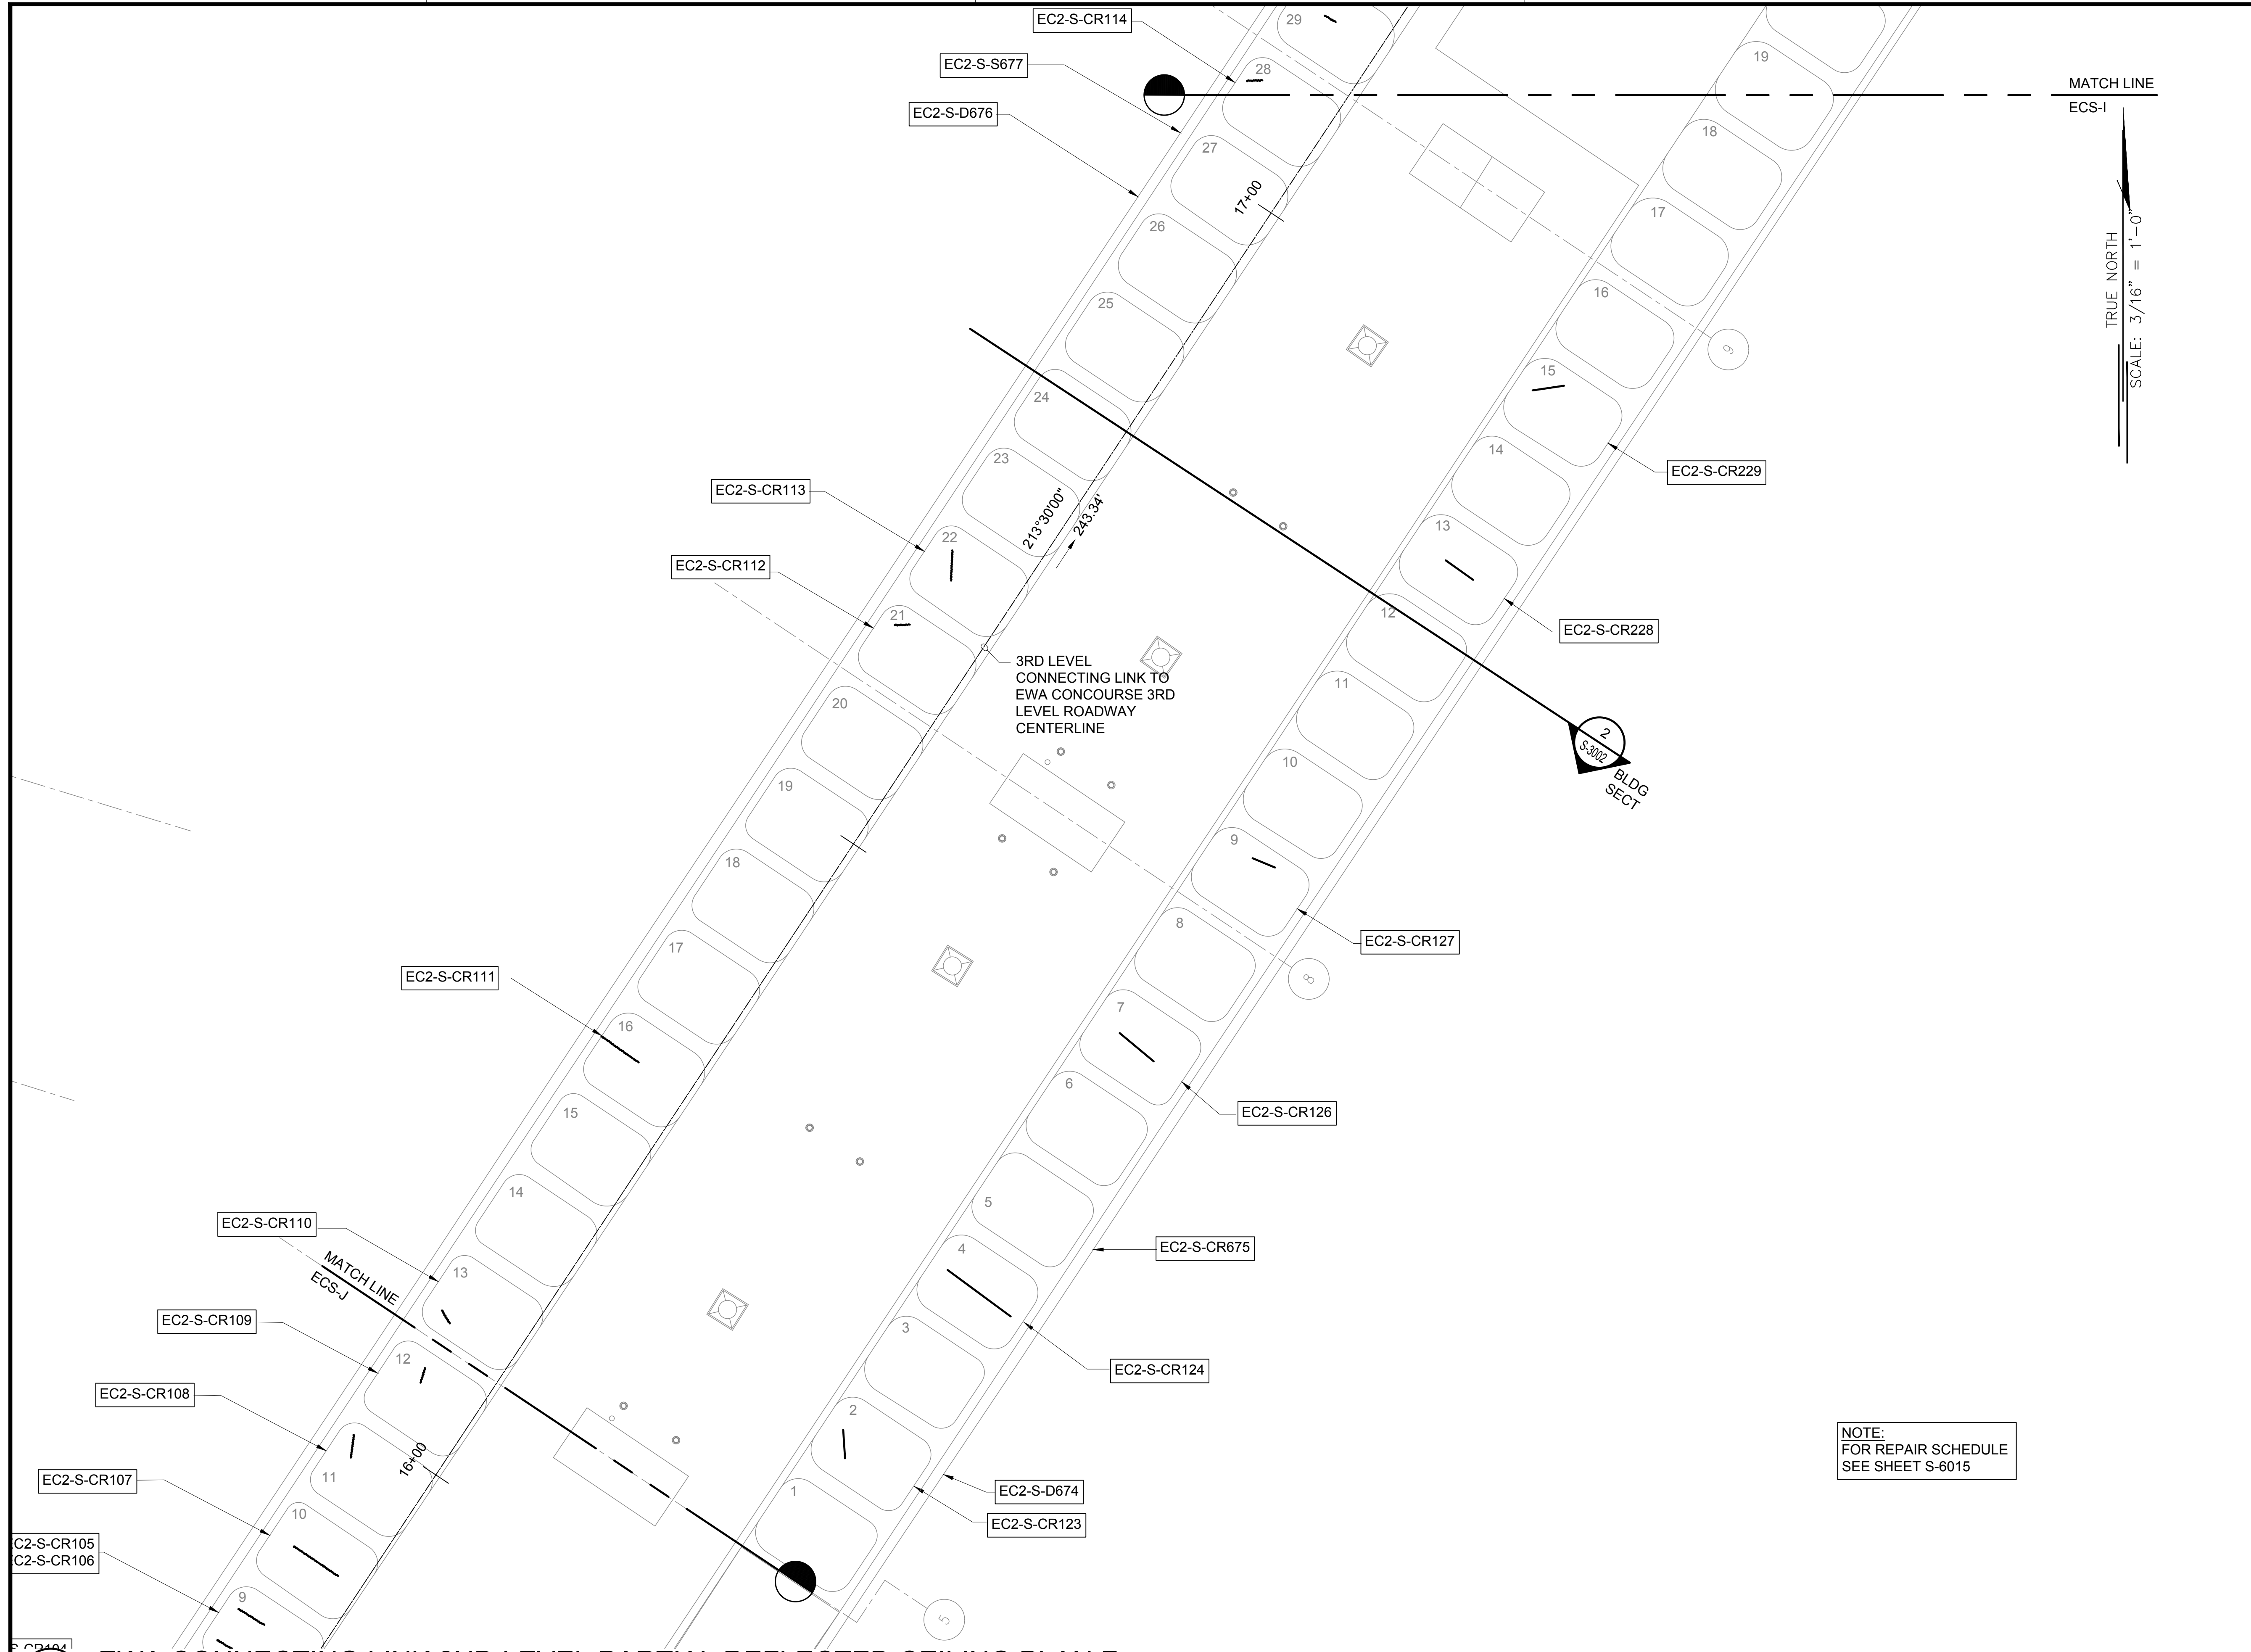 EC2-S-CR114
EC2-S-S677
EC2-S-D676
29
28
27
26
25
24
23
22
21
20
19
18
17
16
15
14
13
12
11
10
9
17+00
213°30'00"
243.34'
16+00
EC2-S-CR113
EC2-S-CR112
EC2-S-CR111
EC2-S-CR110
MATCH LINE
ECS-J
EC2-S-CR109
EC2-S-CR108
EC2-S-CR107
C2-S-CR105
C2-S-CR106
3RD LEVEL
CONNECTING LINK TO
EWA CONCOURSE 3RD
LEVEL ROADWAY
CENTERLINE
19
18
17
16
15
14
13
12
11
10
9
8
7
6
5
4
3
2
1
9
8
5
MATCH LINE
ECS-I
TRUE NORTH
SCALE: 3/16" = 1'-0"
EC2-S-CR229
EC2-S-CR228
2
S-3002
BLDG
SECT
EC2-S-CR127
EC2-S-CR126
EC2-S-CR675
EC2-S-CR124
EC2-S-D674
EC2-S-CR123
NOTE:
FOR REPAIR SCHEDULE
SEE SHEET S-6015